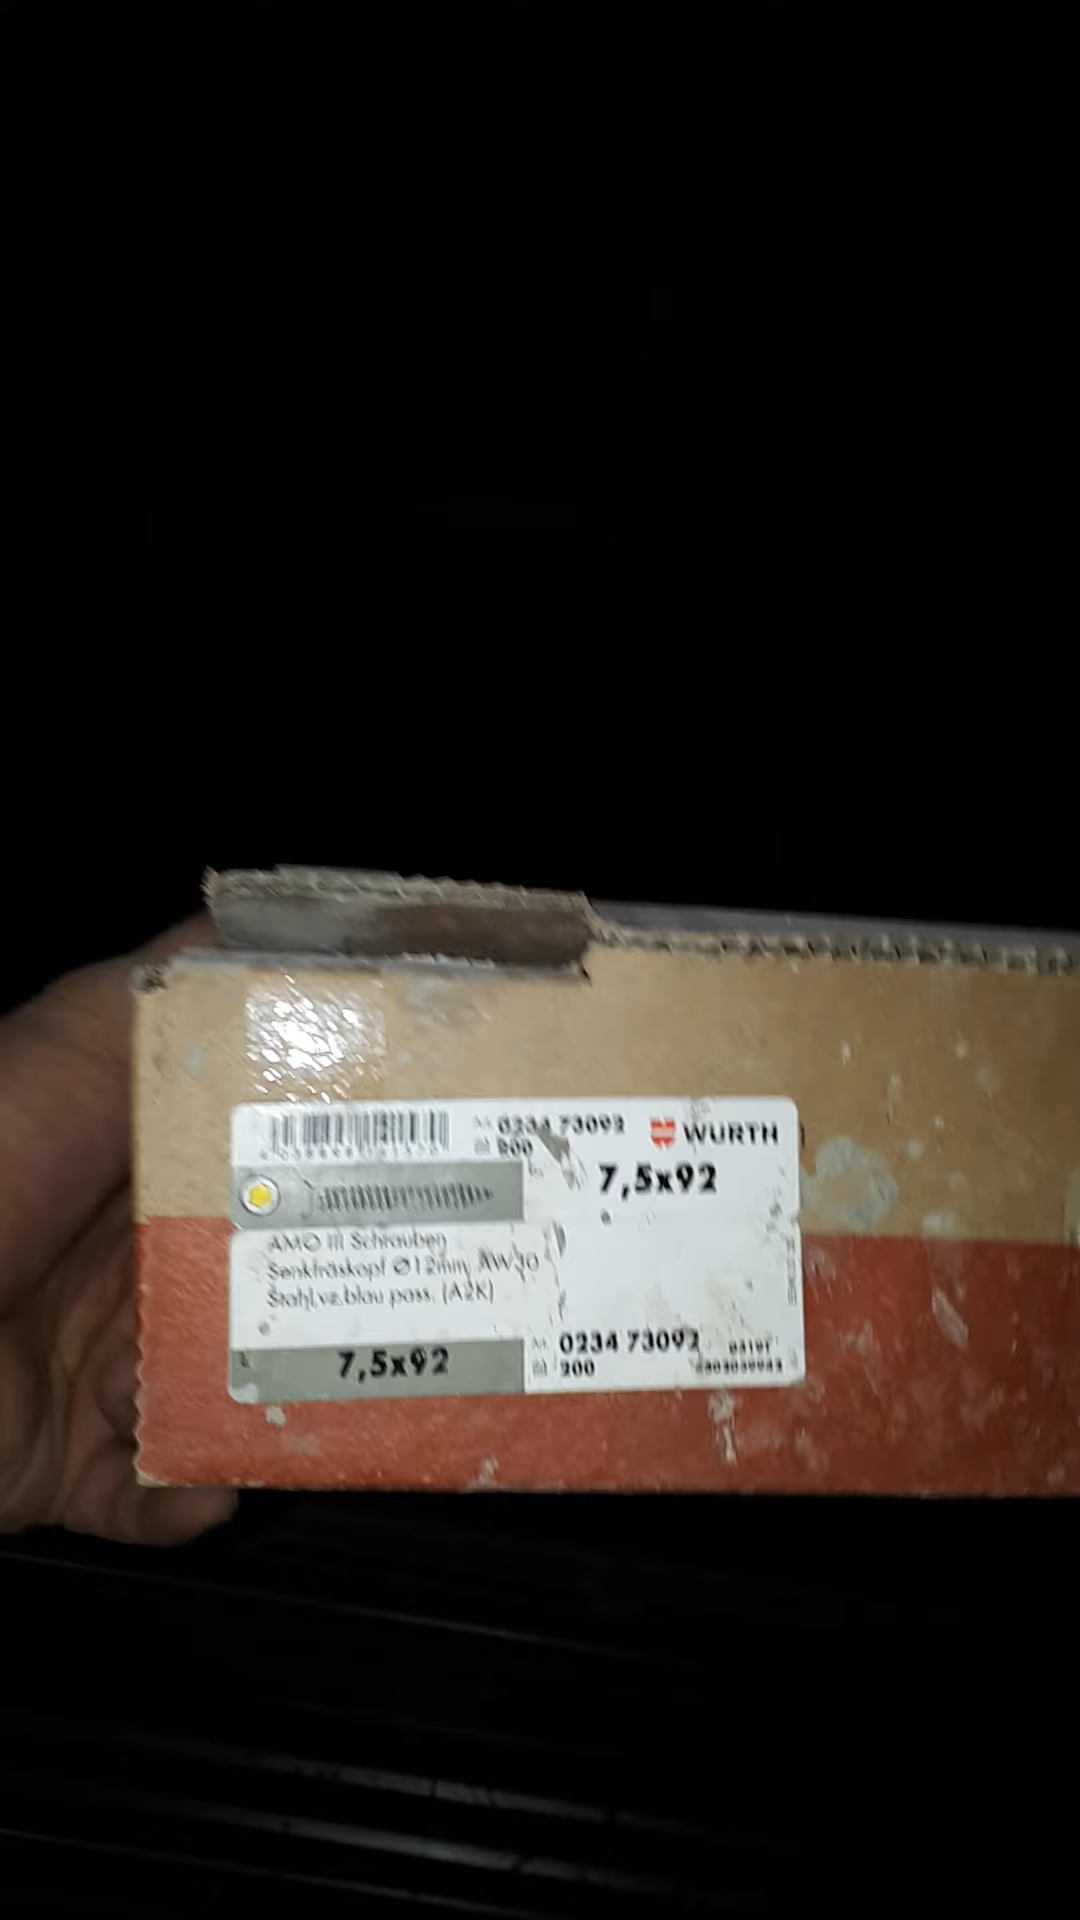 0234 73092
200
WÜRTH
7,5x92
AMO III Schrauben
Senkfräskopf Ø12mm, AW30
Stahl,vz.blau pass. (A2K)
7,5x92
0234 73092
200